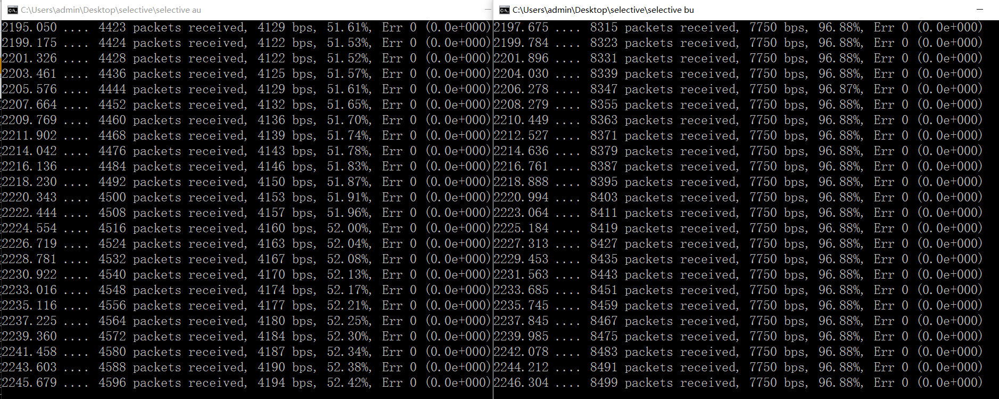 C:\Users\admin\Desktop\selective\selective au
2195.050 .... 4423 packets received, 4129 bps, 51.61%, Err 0 (0.0e+000)
2199.175 .... 4424 packets received, 4122 bps, 51.53%, Err 0 (0.0e+000)
2201.326 .... 4428 packets received, 4122 bps, 51.52%, Err 0 (0.0e+000)
2203.461 .... 4436 packets received, 4125 bps, 51.57%, Err 0 (0.0e+000)
2205.576 .... 4444 packets received, 4129 bps, 51.61%, Err 0 (0.0e+000)
2207.664 .... 4452 packets received, 4132 bps, 51.65%, Err 0 (0.0e+000)
2209.769 .... 4460 packets received, 4136 bps, 51.70%, Err 0 (0.0e+000)
2211.902 .... 4468 packets received, 4139 bps, 51.74%, Err 0 (0.0e+000)
2214.042 .... 4476 packets received, 4143 bps, 51.78%, Err 0 (0.0e+000)
2216.136 .... 4484 packets received, 4146 bps, 51.83%, Err 0 (0.0e+000)
2218.230 .... 4492 packets received, 4150 bps, 51.87%, Err 0 (0.0e+000)
2220.343 .... 4500 packets received, 4153 bps, 51.91%, Err 0 (0.0e+000)
2222.444 .... 4508 packets received, 4157 bps, 51.96%, Err 0 (0.0e+000)
2224.554 .... 4516 packets received, 4160 bps, 52.00%, Err 0 (0.0e+000)
2226.719 .... 4524 packets received, 4163 bps, 52.04%, Err 0 (0.0e+000)
2228.781 .... 4532 packets received, 4167 bps, 52.08%, Err 0 (0.0e+000)
2230.922 .... 4540 packets received, 4170 bps, 52.13%, Err 0 (0.0e+000)
2233.016 .... 4548 packets received, 4174 bps, 52.17%, Err 0 (0.0e+000)
2235.116 .... 4556 packets received, 4177 bps, 52.21%, Err 0 (0.0e+000)
2237.225 .... 4564 packets received, 4180 bps, 52.25%, Err 0 (0.0e+000)
2239.360 .... 4572 packets received, 4184 bps, 52.30%, Err 0 (0.0e+000)
2241.458 .... 4580 packets received, 4187 bps, 52.34%, Err 0 (0.0e+000)
2243.603 .... 4588 packets received, 4190 bps, 52.38%, Err 0 (0.0e+000)
2245.679 .... 4596 packets received, 4194 bps, 52.42%, Err 0 (0.0e+000)
C:\Users\admin\Desktop\selective\selective bu
2197.675 .... 8315 packets received, 7750 bps, 96.88%, Err 0 (0.0e+000)
2199.784 .... 8323 packets received, 7750 bps, 96.88%, Err 0 (0.0e+000)
2201.896 .... 8331 packets received, 7750 bps, 96.88%, Err 0 (0.0e+000)
2204.030 .... 8339 packets received, 7750 bps, 96.88%, Err 0 (0.0e+000)
2206.278 .... 8347 packets received, 7750 bps, 96.87%, Err 0 (0.0e+000)
2208.279 .... 8355 packets received, 7750 bps, 96.88%, Err 0 (0.0e+000)
2210.449 .... 8363 packets received, 7750 bps, 96.88%, Err 0 (0.0e+000)
2212.527 .... 8371 packets received, 7750 bps, 96.88%, Err 0 (0.0e+000)
2214.636 .... 8379 packets received, 7750 bps, 96.88%, Err 0 (0.0e+000)
2216.761 .... 8387 packets received, 7750 bps, 96.88%, Err 0 (0.0e+000)
2218.888 .... 8395 packets received, 7750 bps, 96.88%, Err 0 (0.0e+000)
2220.994 .... 8403 packets received, 7750 bps, 96.88%, Err 0 (0.0e+000)
2223.064 .... 8411 packets received, 7750 bps, 96.88%, Err 0 (0.0e+000)
2225.184 .... 8419 packets received, 7750 bps, 96.88%, Err 0 (0.0e+000)
2227.313 .... 8427 packets received, 7750 bps, 96.88%, Err 0 (0.0e+000)
2229.453 .... 8435 packets received, 7750 bps, 96.88%, Err 0 (0.0e+000)
2231.563 .... 8443 packets received, 7750 bps, 96.88%, Err 0 (0.0e+000)
2233.685 .... 8451 packets received, 7750 bps, 96.88%, Err 0 (0.0e+000)
2235.745 .... 8459 packets received, 7750 bps, 96.88%, Err 0 (0.0e+000)
2237.845 .... 8467 packets received, 7750 bps, 96.88%, Err 0 (0.0e+000)
2239.985 .... 8475 packets received, 7750 bps, 96.88%, Err 0 (0.0e+000)
2242.078 .... 8483 packets received, 7750 bps, 96.88%, Err 0 (0.0e+000)
2244.212 .... 8491 packets received, 7750 bps, 96.88%, Err 0 (0.0e+000)
2246.304 .... 8499 packets received, 7750 bps, 96.88%, Err 0 (0.0e+000)